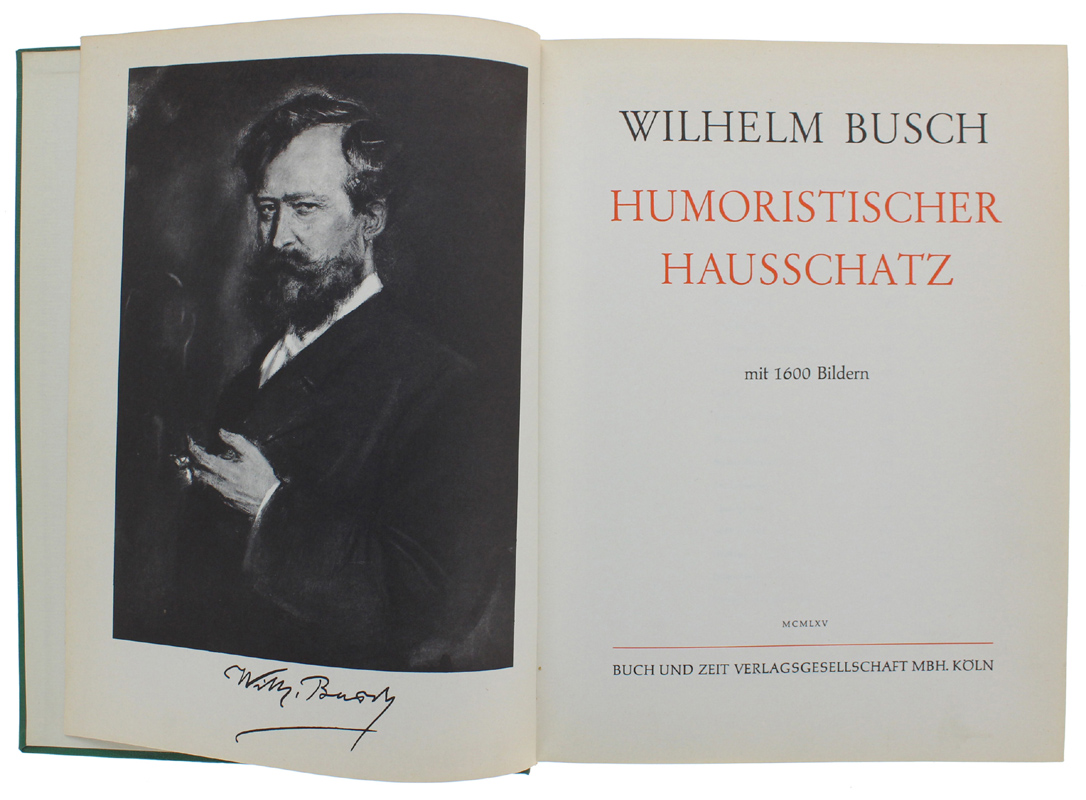 Wilh. Busch
WILHELM BUSCH
HUMORISTISCHER
HAUSSCHATZ
mit 1600 Bildern
MCMLXV
BUCH UND ZEIT VERLAGSGESELLSCHAFT MBH. KÖLN